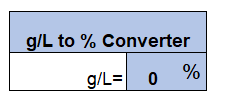 g/L to % Converter
g/L= 0 %